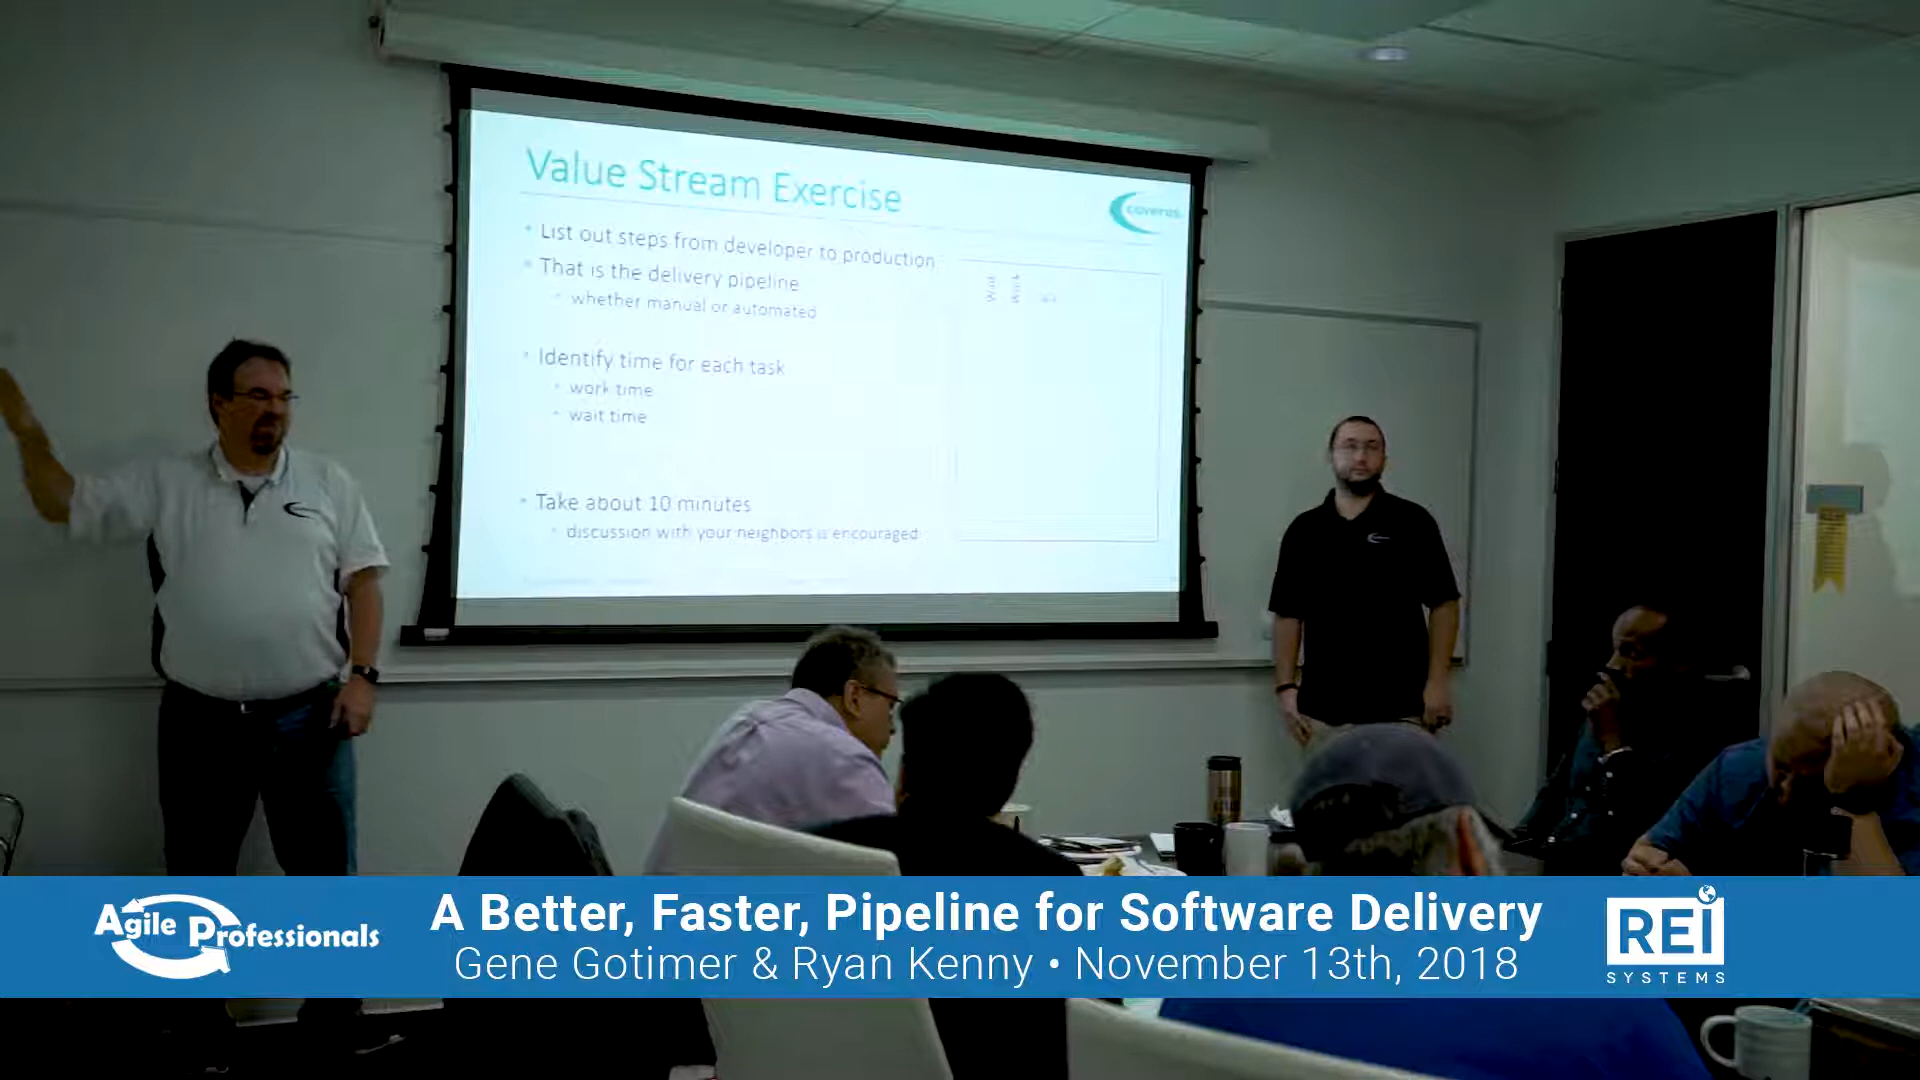 Value Stream Exercise
coveros
List out steps from developer to production
That is the delivery pipeline
whether manual or automated
Identify time for each task
work time
wait time
Take about 10 minutes
discussion with your neighbors is encouraged
Wait
Work
Agile Professionals
A Better, Faster, Pipeline for Software Delivery
Gene Gotimer & Ryan Kenny • November 13th, 2018
REI
SYSTEMS